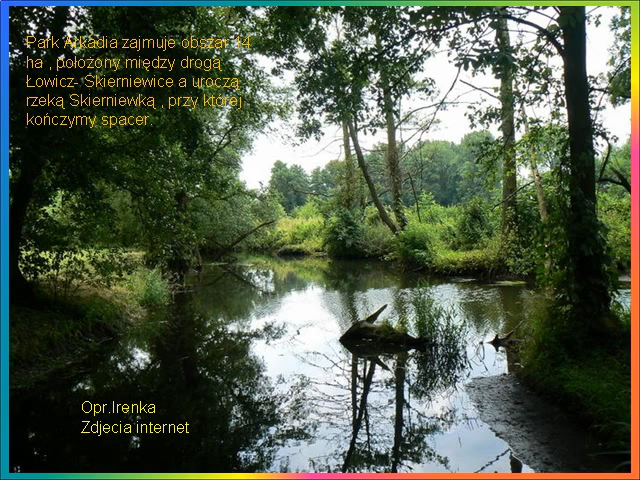 Park Arkadia zajmuje obszar 14
ha , położony między drogą
Łowicz- Skierniewice a uroczą
rzeką Skierniewką , przy której
kończymy spacer.
Opr.Irenka
Zdjecia internet